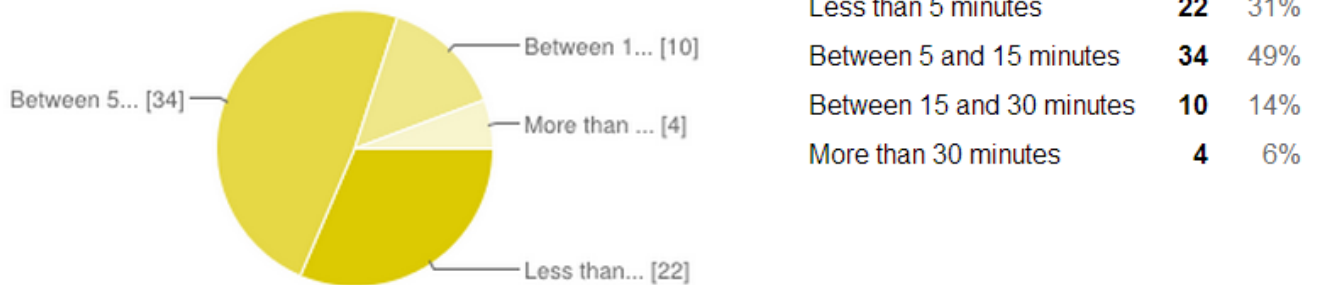 Between 1... [10]
Between 5... [34]
More than ... [4]
Less than... [22]
Less than 5 minutes 22 31%
Between 5 and 15 minutes 34 49%
Between 15 and 30 minutes 10 14%
More than 30 minutes 4 6%